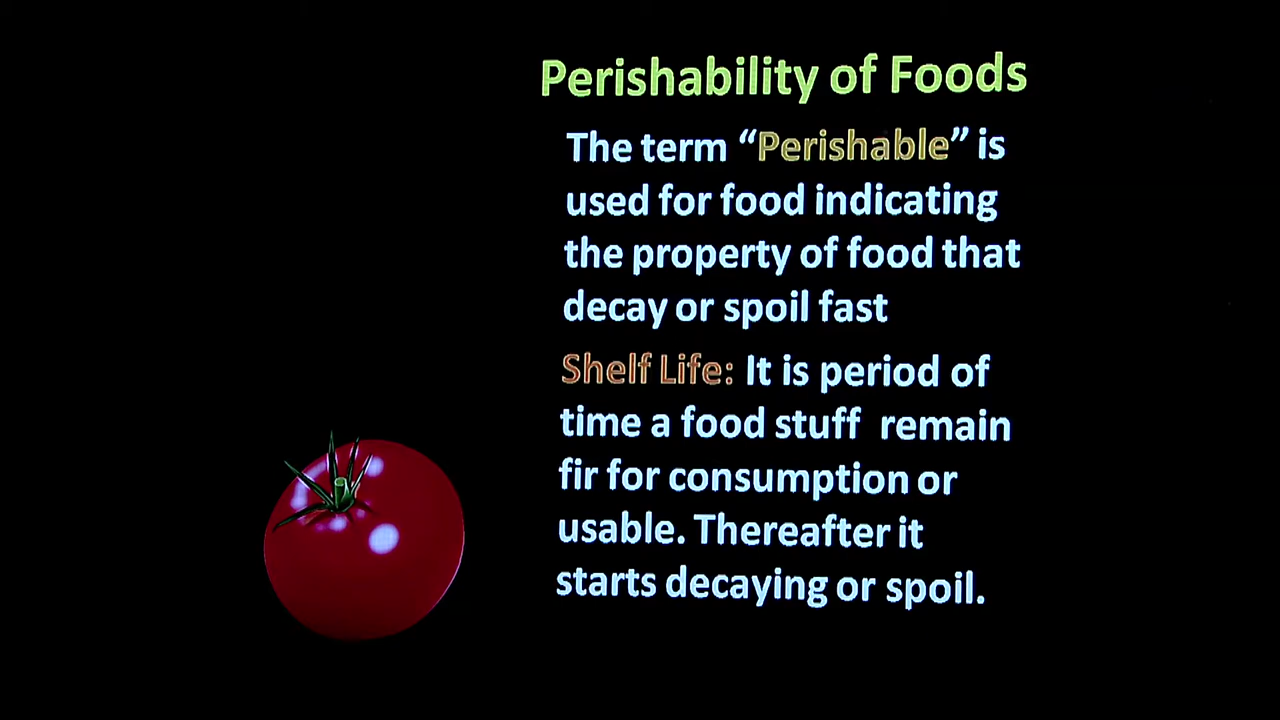 Perishability of Foods
The term “Perishable” is
used for food indicating
the property of food that
decay or spoil fast
Shelf Life: It is period of
time a food stuff remain
fir for consumption or
usable. Thereafter it
starts decaying or spoil.